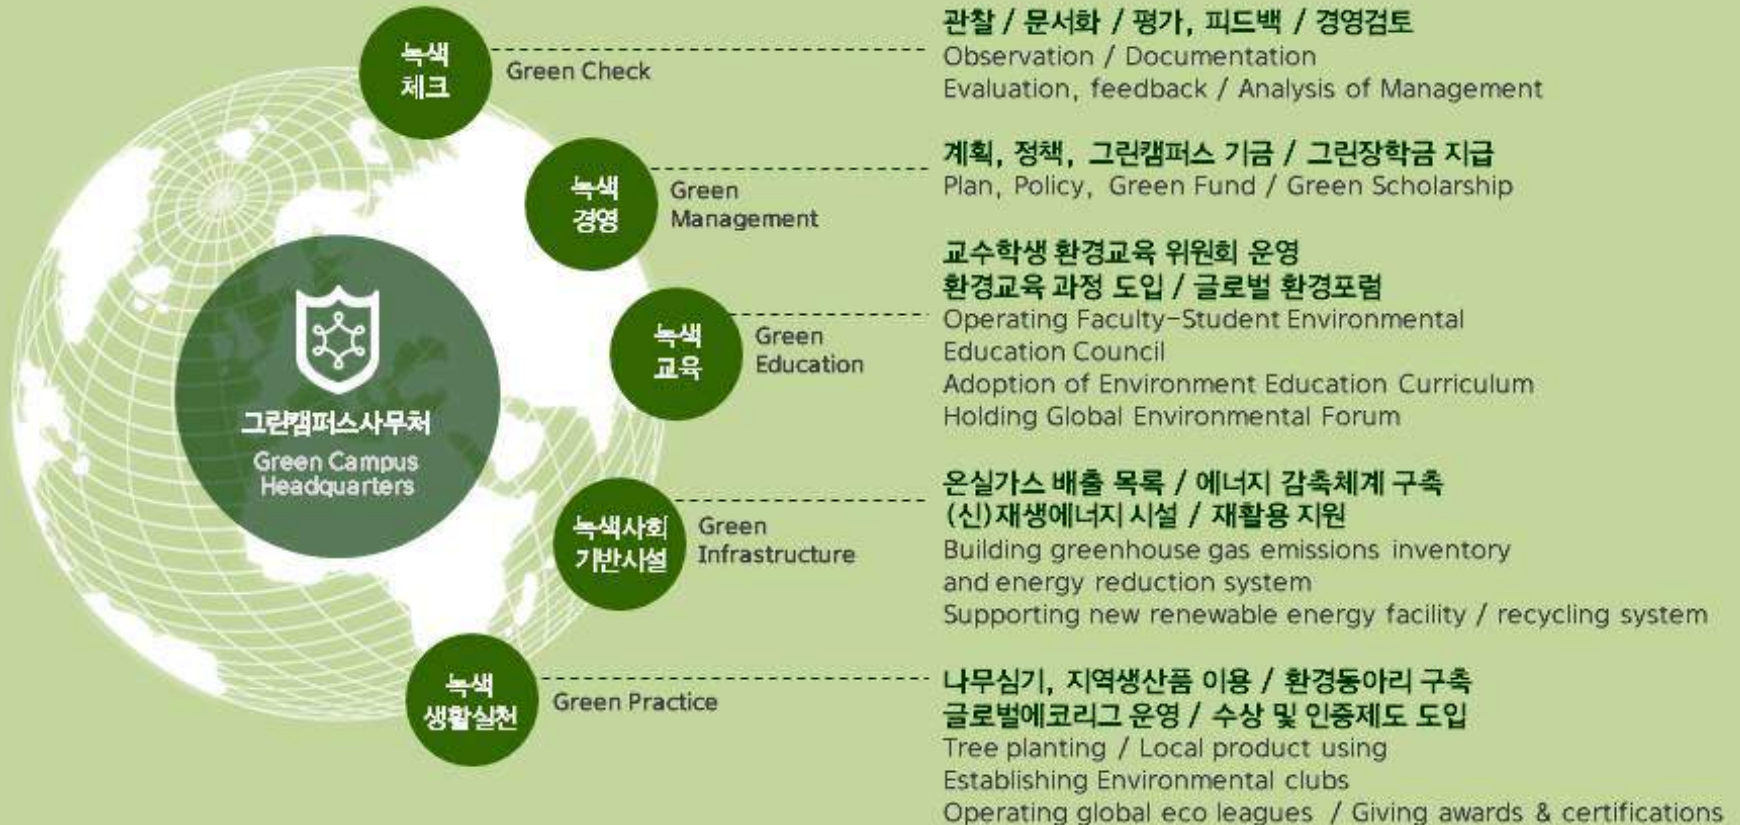 녹색
체크
Green Check
관찰 / 문서화 / 평가, 피드백 / 경영검토
Observation / Documentation
Evaluation, feedback / Analysis of Management
녹색
경영
Green
Management
계획, 정책, 그린캠퍼스 기금 / 그린장학금 지급
Plan, Policy, Green Fund / Green Scholarship
녹색
교육
Green
Education
교수학생 환경교육 위원회 운영
환경교육 과정 도입 / 글로벌 환경포럼
Operating Faculty-Student Environmental
Education Council
Adoption of Environment Education Curriculum
Holding Global Environmental Forum
그린캠퍼스사무처
Green Campus
Headquarters
녹색사회
기반시설
Green
Infrastructure
온실가스 배출 목록 / 에너지 감축체계 구축
(신)재생에너지 시설 / 재활용 지원
Building greenhouse gas emissions inventory
and energy reduction system
Supporting new renewable energy facility / recycling system
녹색
생활실천
Green Practice
나무심기, 지역생산품 이용 / 환경동아리 구축
글로벌에코리그 운영 / 수상 및 인증제도 도입
Tree planting / Local product using
Establishing Environmental clubs
Operating global eco leagues / Giving awards & certifications